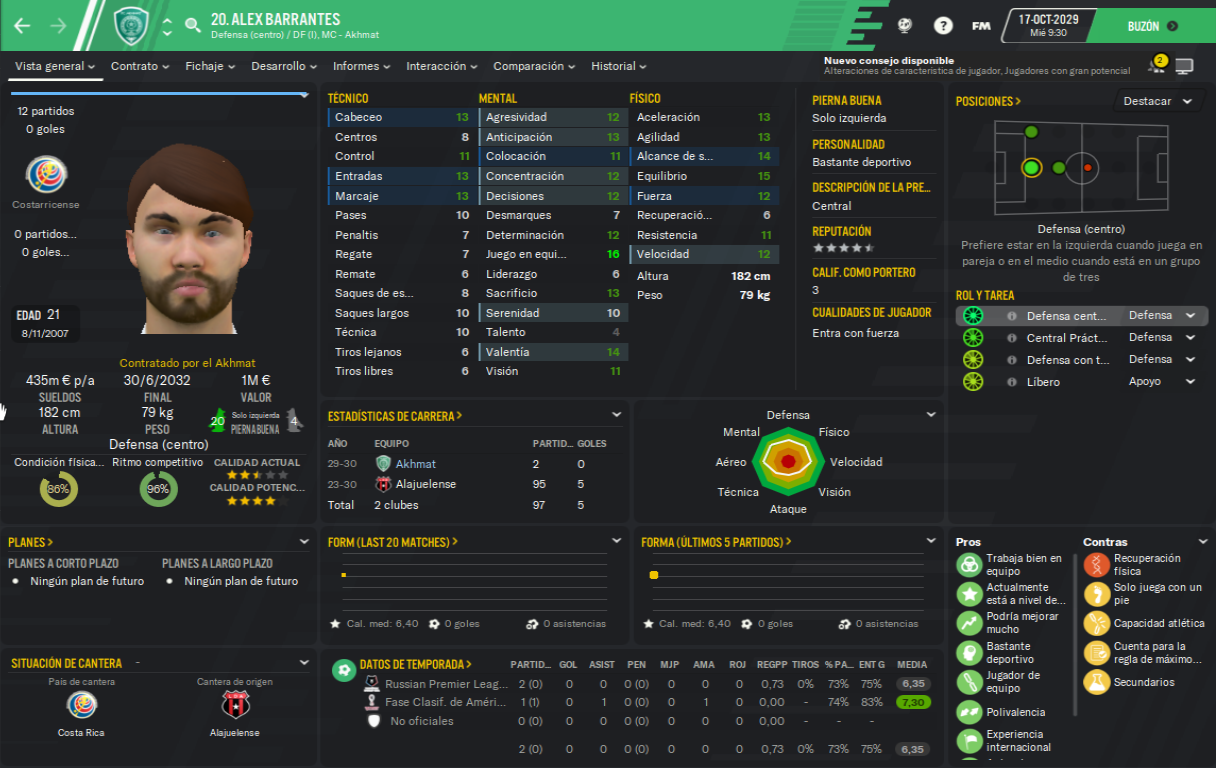 20. ALEX BARRANTES
Defensa (centro) / DF (I), MC - Akhmat
FM
17-OCT-2029
Mié 9:30
BUZÓN
Vista general
Contrato
Fichaje
Desarrollo
Informes
Interacción
Comparación
Historial
Nuevo consejo disponible
Alteraciones de característica de jugador, Jugadores con gran potencial
2
12 partidos
0 goles
Costarricense
0 partidos...
0 goles...
EDAD 21
8/11/2007
Contratado por el Akhmat
435m € p/a
SUELDOS
30/6/2032
FINAL
1M €
VALOR
182 cm
ALTURA
79 kg
PESO
20
Solo izquierda
PIERNA BUENA
4
Defensa (centro)
Condición física...
86%
Ritmo competitivo
96%
CALIDAD ACTUAL
CALIDAD POTENC...
TÉCNICO
Cabeceo 13
Centros 8
Control 11
Entradas 13
Marcaje 13
Pases 10
Penaltis 7
Regate 7
Remate 6
Saques de es... 8
Saques largos 10
Técnica 10
Tiros lejanos 6
Tiros libres 6
MENTAL
Agresividad 12
Anticipación 13
Colocación 11
Concentración 12
Decisiones 12
Desmarques 7
Determinación 12
Juego en equi... 16
Liderazgo 6
Sacrificio 13
Serenidad 10
Talento 4
Valentía 14
Visión 11
FÍSICO
Aceleración 13
Agilidad 13
Alcance de s... 14
Equilibrio 15
Fuerza 12
Recuperació... 6
Resistencia 11
Velocidad 12
Altura 182 cm
Peso 79 kg
PIERNA BUENA
Solo izquierda
PERSONALIDAD
Bastante deportivo
DESCRIPCIÓN DE LA PRE...
Central
REPUTACIÓN
CALIF. COMO PORTERO
3
CUALIDADES DE JUGADOR
Entra con fuerza
POSICIONES >
Destacar
Defensa (centro)
Prefiere estar en la izquierda cuando juega en
pareja o en el medio cuando está en un grupo
de tres
ROL Y TAREA
Defensa cent... Defensa
Central Práct... Defensa
Defensa con t... Defensa
Líbero Apoyo
ESTADÍSTICAS DE CARRERA >
AÑO EQUIPO PARTID... GOLES
29-30 Akhmat 2 0
23-30 Alajuelense 95 5
Total 2 clubes 97 5
Defensa
Físico
Velocidad
Visión
Ataque
Técnica
Aéreo
Mental
PLANES >
PLANES A CORTO PLAZO
Ningún plan de futuro
PLANES A LARGO PLAZO
Ningún plan de futuro
FORM (LAST 20 MATCHES) >
Cal. med: 6,40 0 goles 0 asistencias
FORMA (ÚLTIMOS 5 PARTIDOS) >
Cal. med: 6,40 0 goles 0 asistencias
Pros
Trabaja bien en
equipo
Actualmente
está a nivel de...
Podría mejorar
mucho
Bastante
deportivo
Jugador de
equipo
Polivalencia
Experiencia
internacional
Contras
Recuperación
física
Solo juega con un
pie
Capacidad atlética
Cuenta para la
regla de máximo...
Secundarios
SITUACIÓN DE CANTERA -
País de cantera
Costa Rica
Cantera de origen
Alajuelense
DATOS DE TEMPORADA > PARTID... GOL ASIST PEN MJP AMA ROJ REGPP TIROS % PA... ENT G MEDIA
Russian Premier Leag... 2 (0) 0 0 0 (0) 0 0 0 0,73 0% 73% 75% 6,35
Fase Clasif. de Améri... 1 (1) 0 1 0 (0) 0 1 0 0,00 - 74% 83% 7,30
No oficiales 0 (0) 0 0 0 (0) 0 0 0 0,00 - - - -
2 (0) 0 0 0 (0) 0 0 0 0,73 0% 73% 75% 6,35